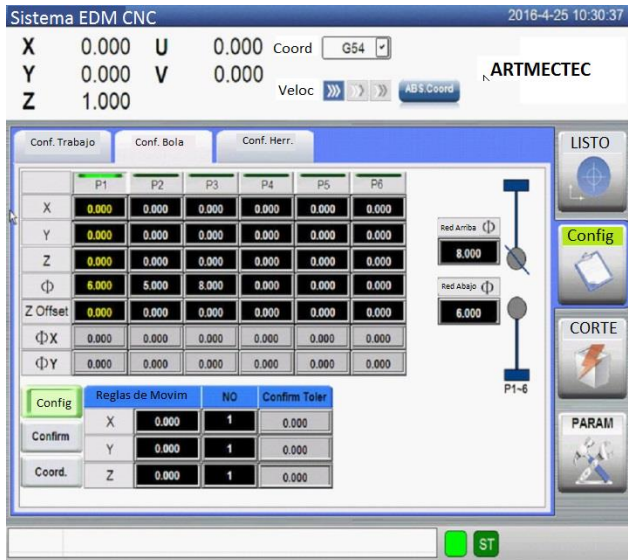 Sistema EDM CNC 2016-4-25 10:30:37
X 0.000 U 0.000 Coord G54
Y 0.000 V 0.000
Z 1.000
Veloc ABS.Coord
ARTMECTEC
Conf. Trabajo Conf. Bola Conf. Herr.
P1 P2 P3 P4 P5 P6
X 0.000 0.000 0.000 0.000 0.000 0.000
Y 0.000 0.000 0.000 0.000 0.000 0.000
Z 0.000 0.000 0.000 0.000 0.000 0.000
Φ 6.000 5.000 8.000 0.000 0.000 0.000
Z Offset 0.000 0.000 0.000 0.000 0.000 0.000
ΦX 0.000 0.000 0.000 0.000 0.000 0.000
ΦY 0.000 0.000 0.000 0.000 0.000 0.000
Red Arriba Φ
8.000
Red Abajo Φ
6.000
P1~6
Config
Confirm
Coord.
Reglas de Movim NO Confirm Toler
X 0.000 1 0.000
Y 0.000 1 0.000
Z 0.000 1 0.000
LISTO
Config
CORTE
PARAM
ST